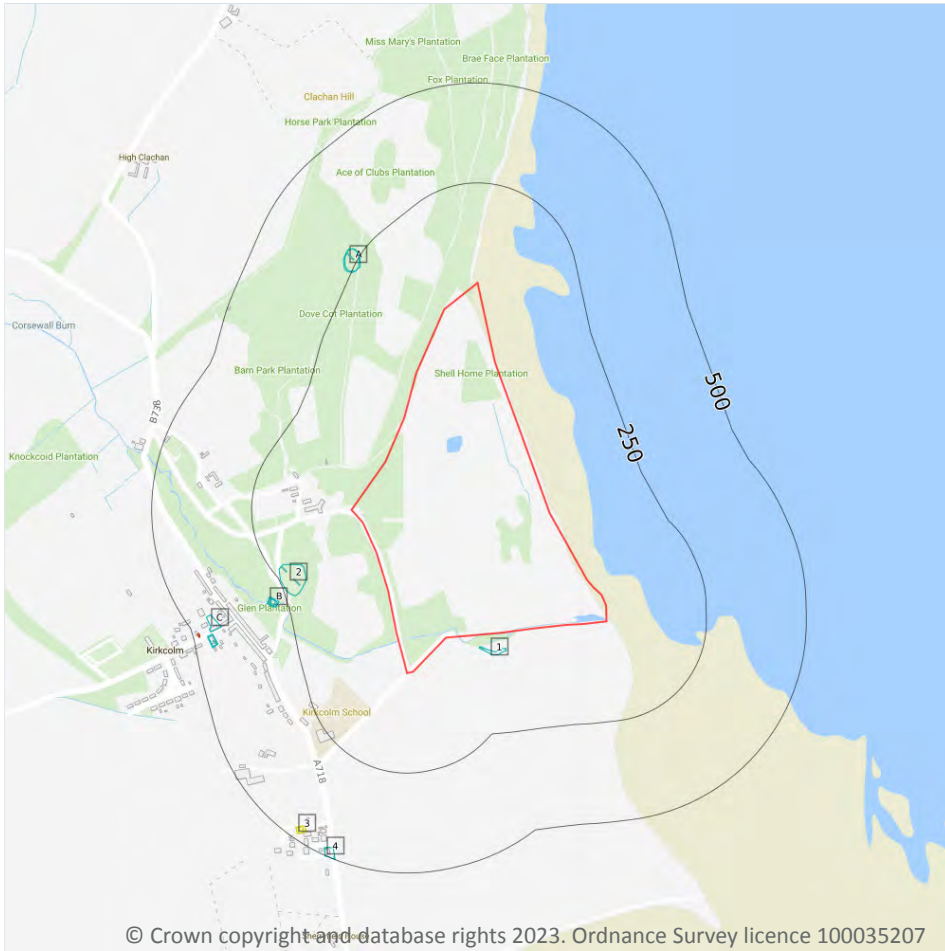 Miss Mary's Plantation
Brae Face Plantation
Fox Plantation
Clachan Hill
Horse Park Plantation
High Clachan
Ace of Clubs Plantation
A
Dove Cot Plantation
Corsewall Burn
Barn Park Plantation
Shell Home Plantation
500
B738
250
Knockcoid Plantation
2
B
Glen Plantation
C
Kirkcolm
1
Kirkcolm School
A718
3
4
© Crown copyright and database rights 2023. Ordnance Survey licence 100035207